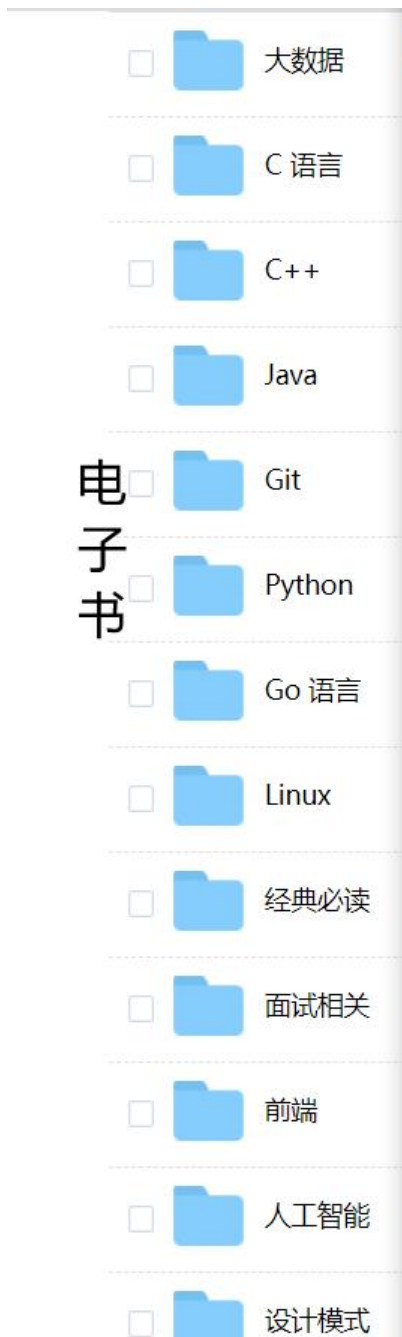 电子书
大数据
C 语言
C++
Java
Git
Python
Go 语言
Linux
经典必读
面试相关
前端
人工智能
设计模式